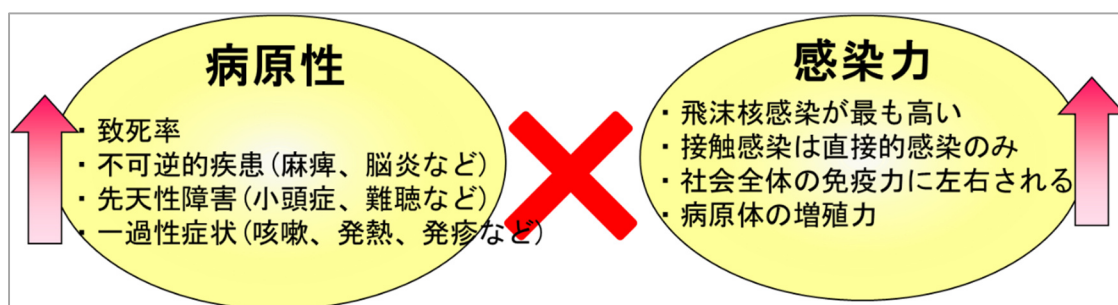 病原性
・致死率
・不可逆的疾患(麻痺、脳炎など)
・先天性障害(小頭症、難聴など)
・一過性症状(咳嗽、発熱、発疹など)
感染力
・飛沫核感染が最も高い
・接触感染は直接的感染のみ
・社会全体の免疫力に左右される
・病原体の増殖力